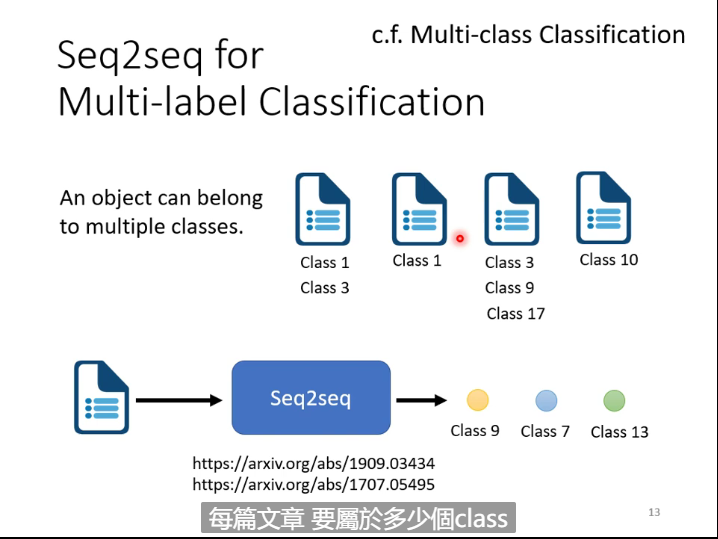 c.f. Multi-class Classification
Seq2seq for
Multi-label Classification
An object can belong
to multiple classes.
Class 1
Class 3
Class 1
Class 3
Class 9
Class 17
Class 10
Seq2seq
Class 9
Class 7
Class 13
https://arxiv.org/abs/1909.03434
https://arxiv.org/abs/1707.05495
每篇文章 要屬於多少個class
13